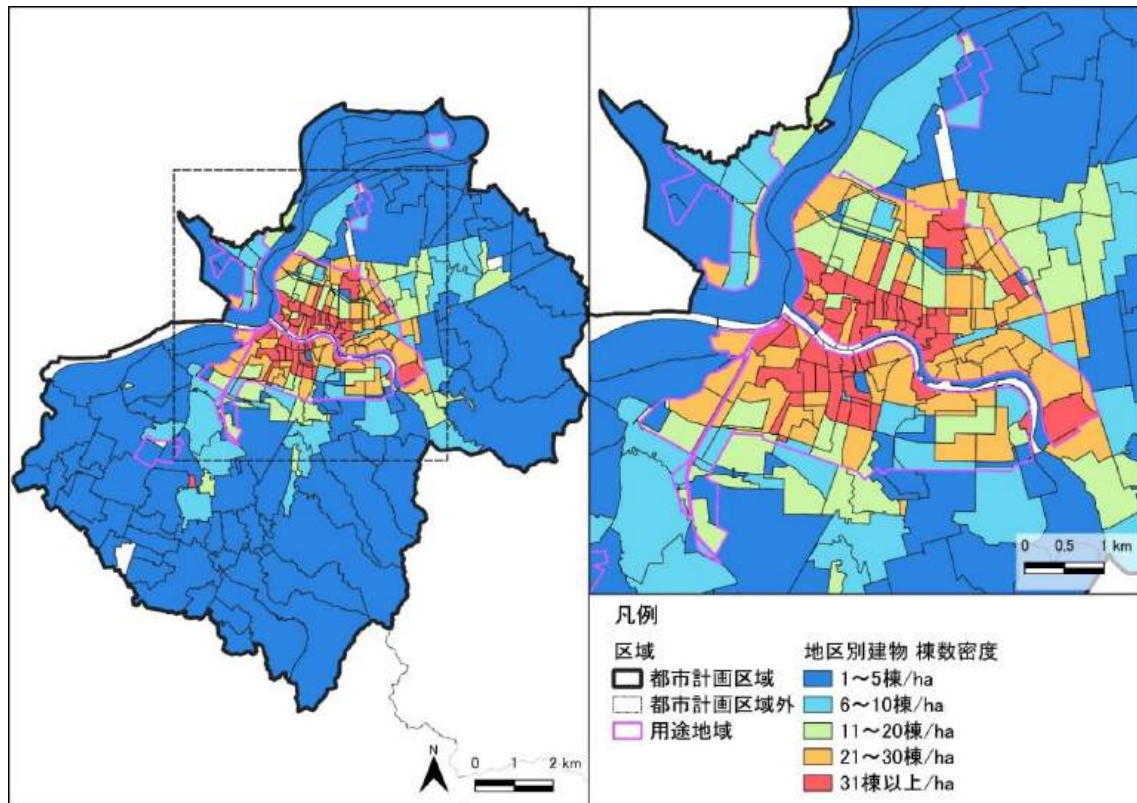 N
0 1 2 km
0 0.5 1 km
凡例
区域
都市計画区域
都市計画区域外
用途地域
地区別建物 棟数密度
1～5棟/ha
6～10棟/ha
11～20棟/ha
21～30棟/ha
31棟以上/ha